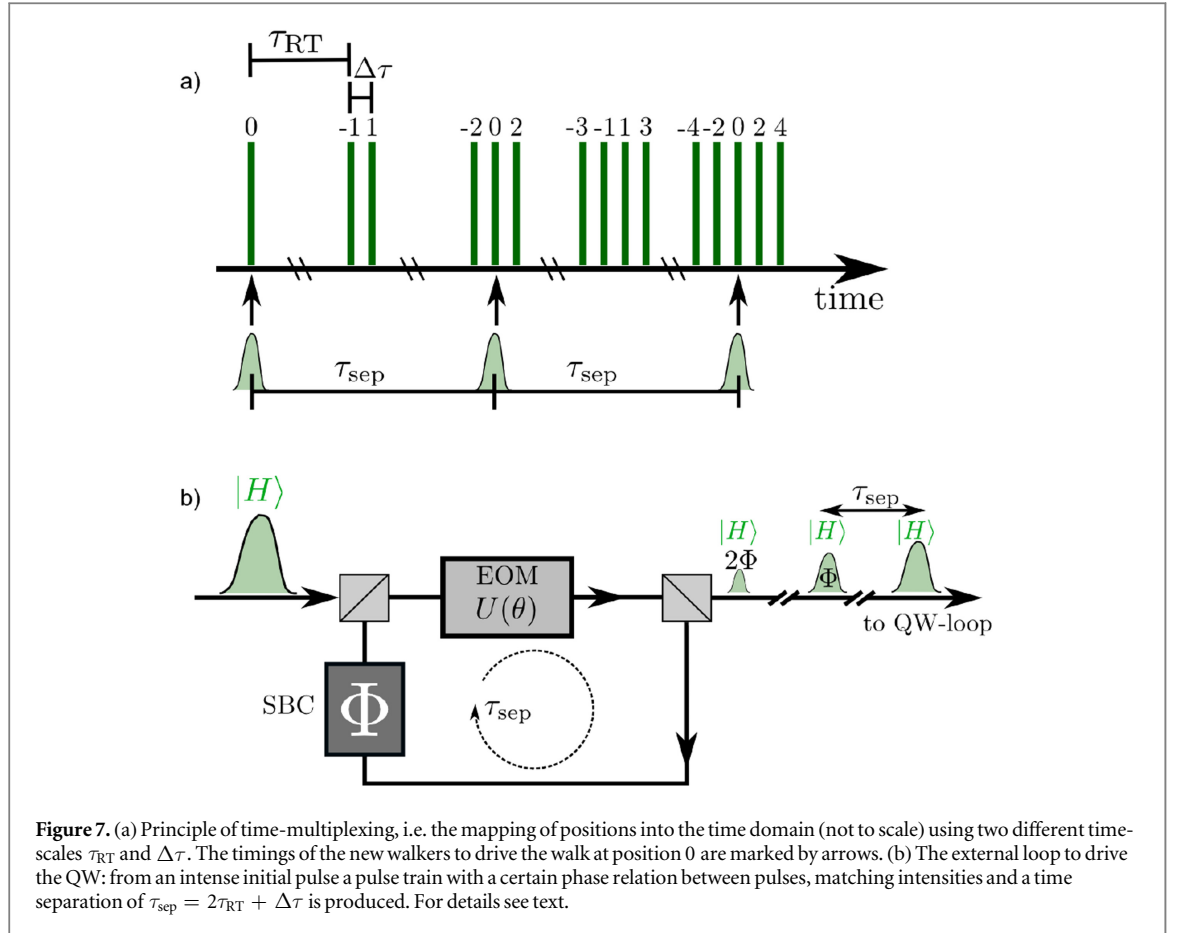 τRT
Δτ
a)
0 -1 1 -2 0 2 -3 -1 1 3 -4 -2 0 2 4
time
τsep τsep
b)
|H⟩
τsep
|H⟩ |H⟩ |H⟩
2Φ Φ
EOM
U(θ)
to QW-loop
SBC Φ
τsep
Figure 7. (a) Principle of time-multiplexing, i.e. the mapping of positions into the time domain (not to scale) using two different time-
scales τRT and Δτ. The timings of the new walkers to drive the walk at position 0 are marked by arrows. (b) The external loop to drive
the QW: from an intense initial pulse a pulse train with a certain phase relation between pulses, matching intensities and a time
separation of τsep = 2τRT + Δτ is produced. For details see text.